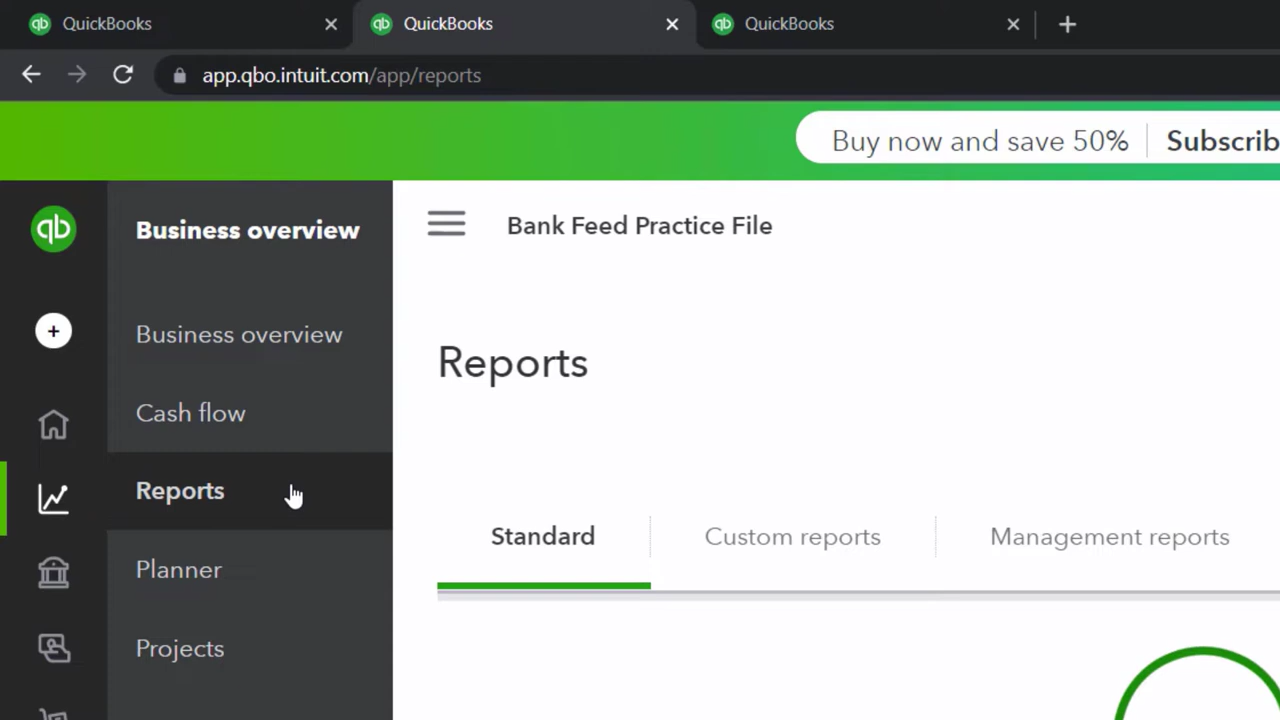 QuickBooks
QuickBooks
QuickBooks
app.qbo.intuit.com/app/reports
Buy now and save 50%
Subscrib
qb
Business overview
Bank Feed Practice File
Business overview
Reports
Cash flow
Reports
Standard
Custom reports
Management reports
Planner
Projects